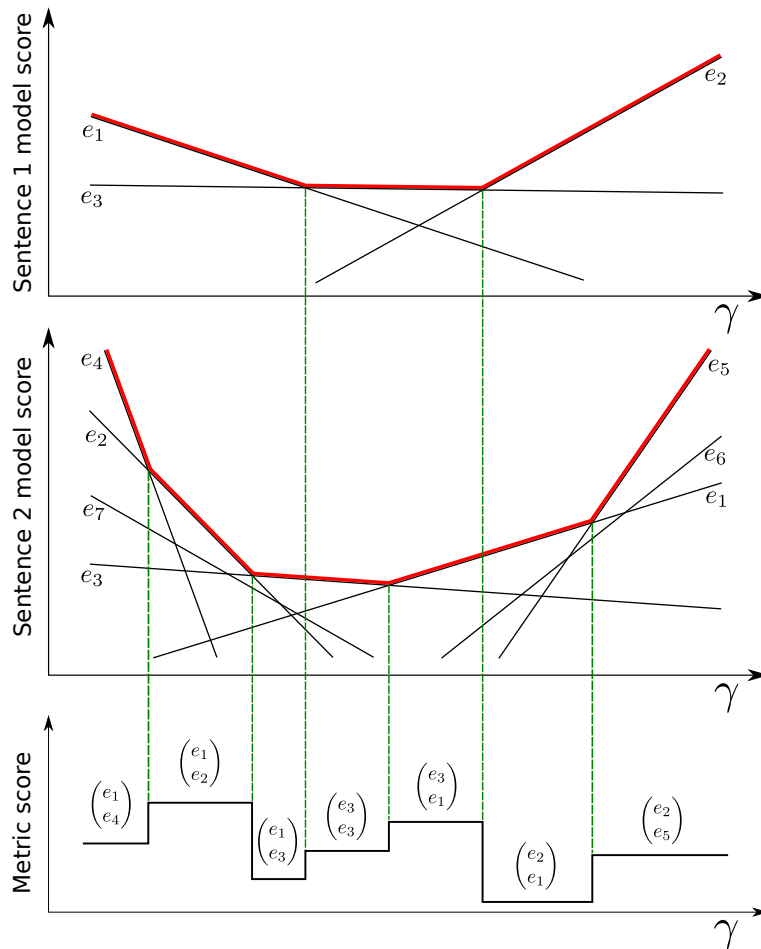 Sentence 1 model score
e₁
e₂
e₃
γ
Sentence 2 model score
e₄
e₅
e₂
e₆
e₇
e₁
e₃
γ
Metric score
(e₁ e₄)
(e₁ e₂)
(e₁ e₃)
(e₃ e₃)
(e₃ e₁)
(e₂ e₁)
(e₂ e₅)
γ